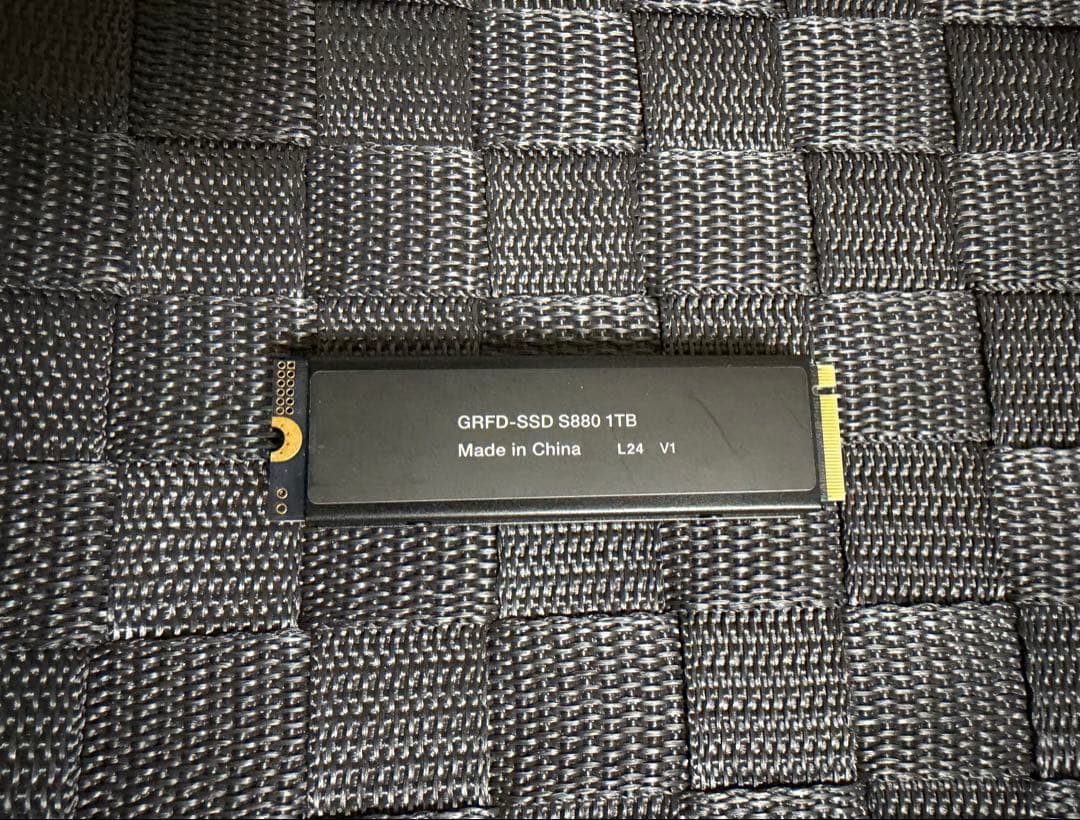 GRFD-SSD S880 1TB
Made in China L24 V1